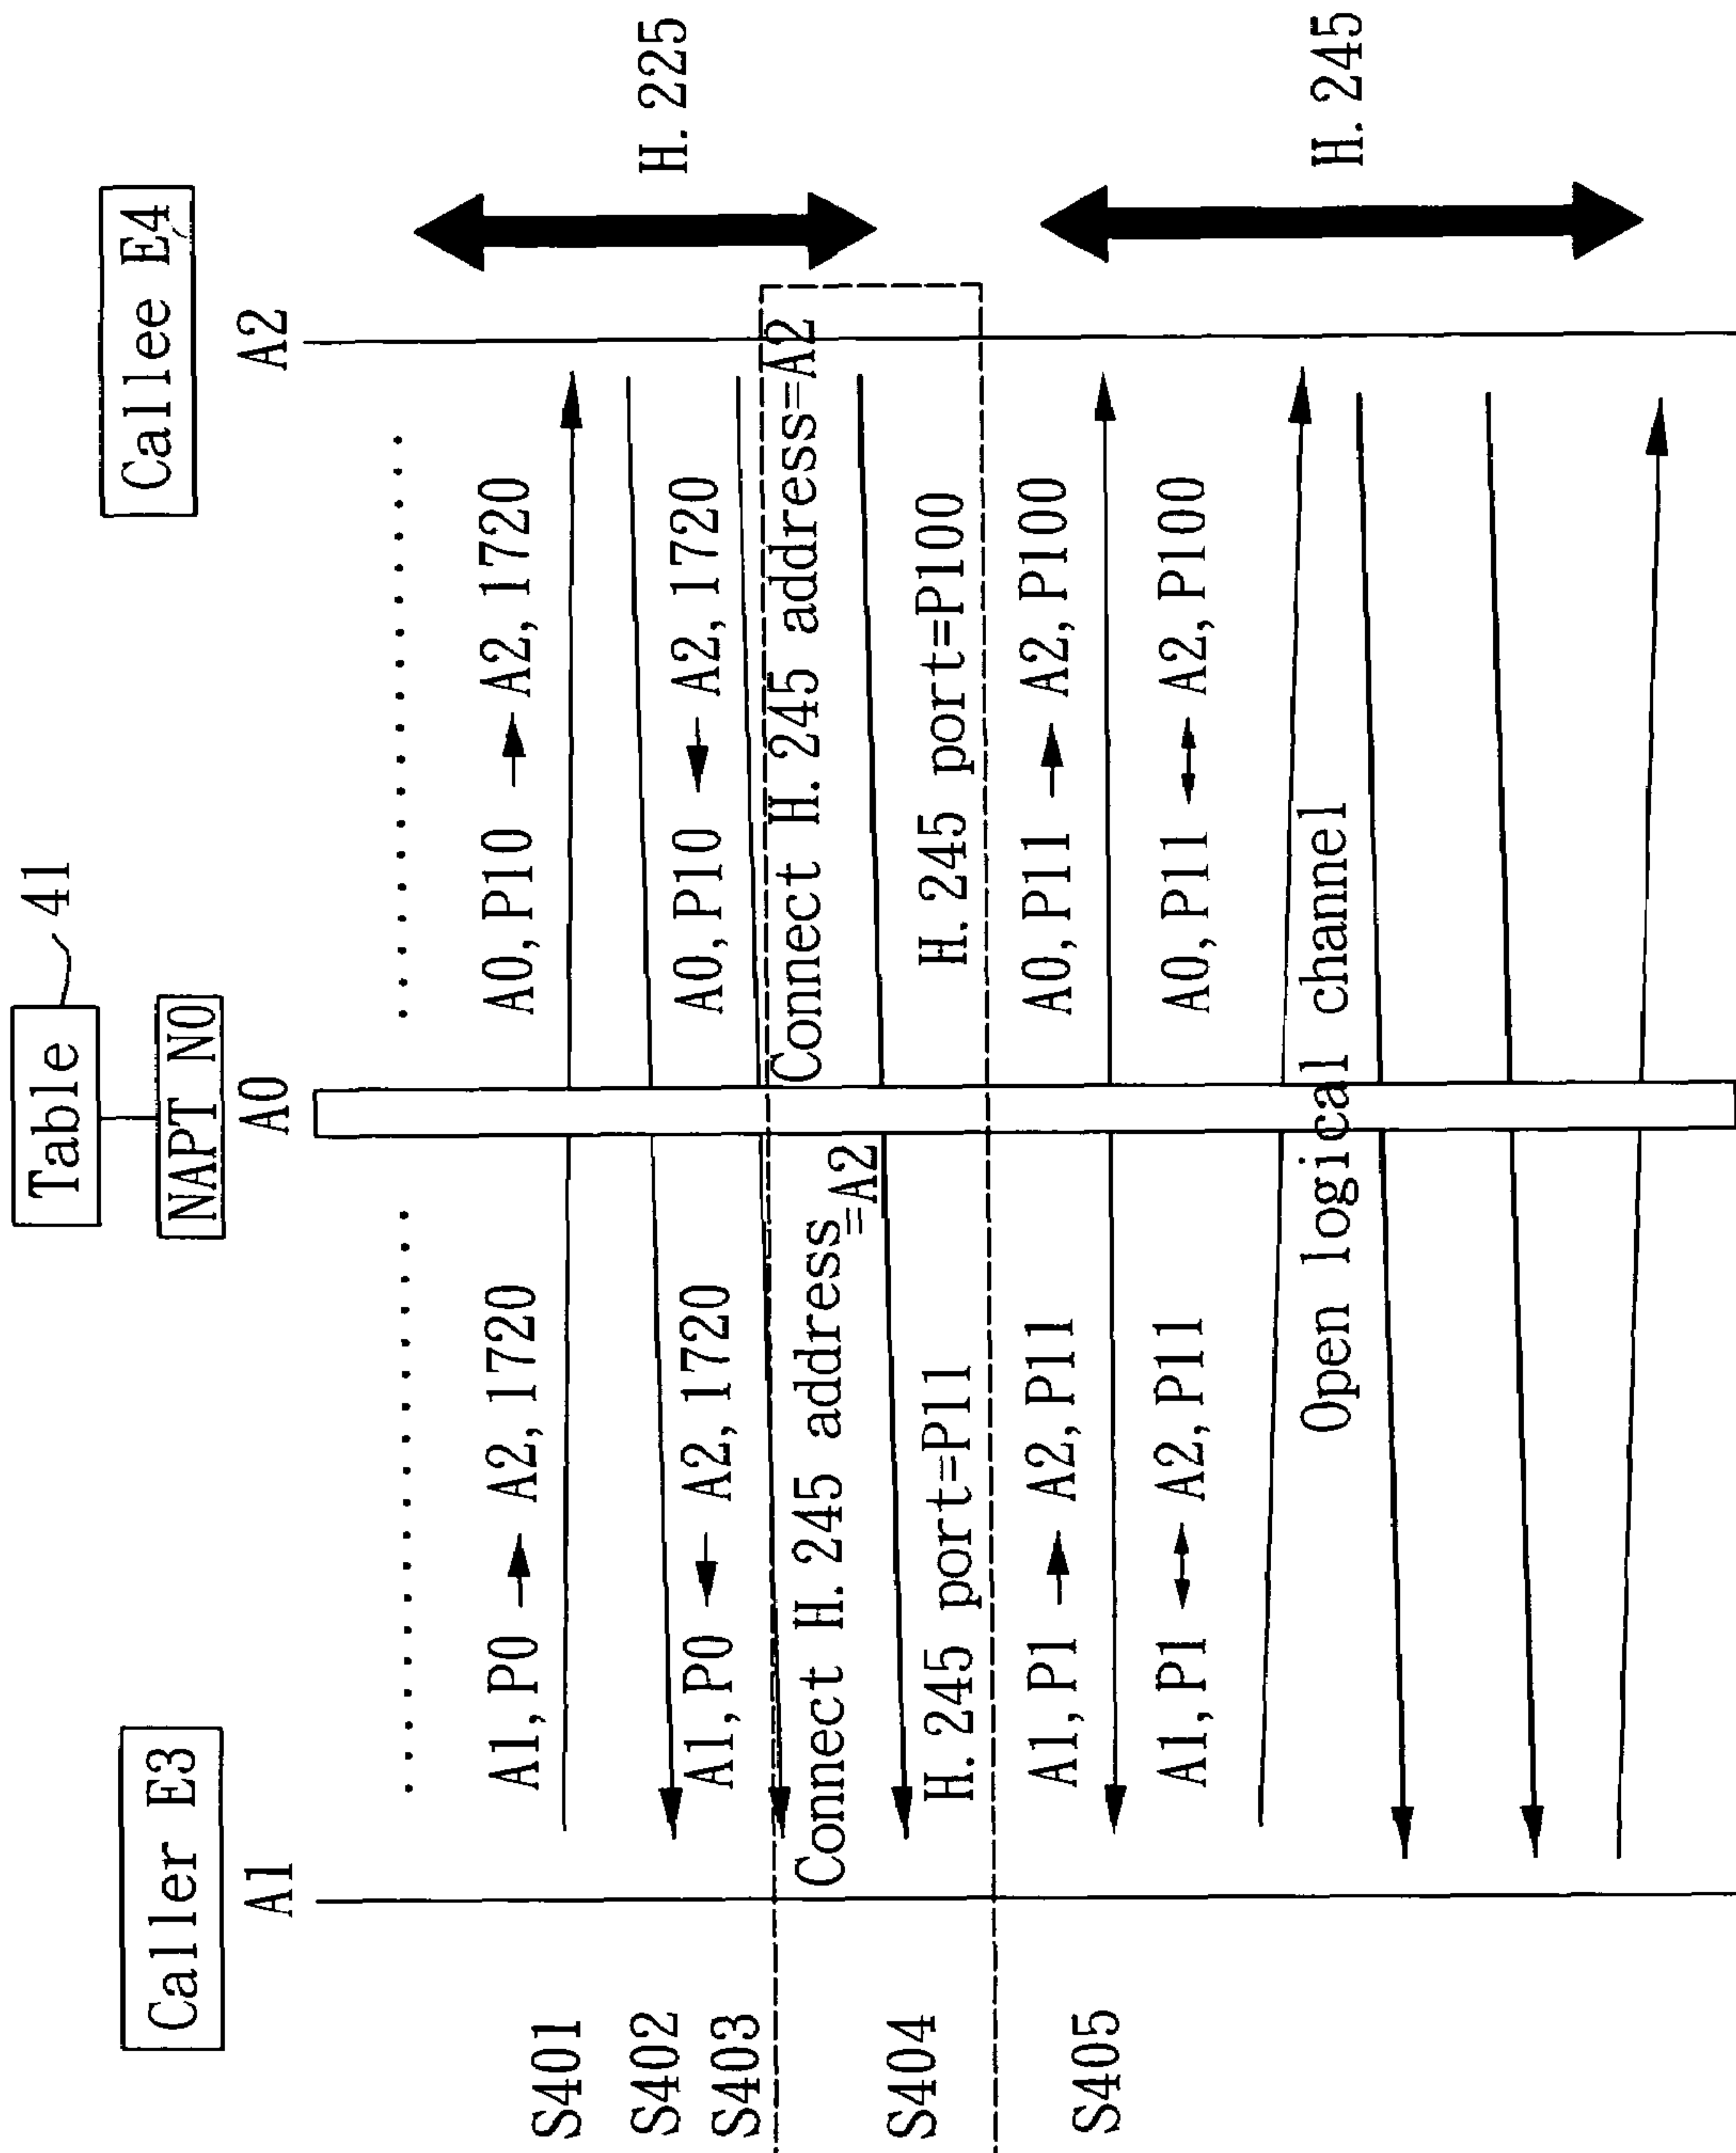 Table 41
NAPT N0
Caller E3
Callee E4
A1
A0
A2
S401
A1, P0 → A2, 1720
A0, P10 → A2, 1720
H. 225
S402
S403
A1, P0 ← A2, 1720
A0, P10 ← A2, 1720
Connect H. 245 address
=A2
Connect H. 245 address=A2
S404
H. 245 port=P11
H. 245 port=P100
S405
A1, P1 → A2, P11
A0, P11 → A2, P100
A1, P1 ↔ A2, P11
A0, P11 ↔ A2, P100
H. 245
Open logical channel